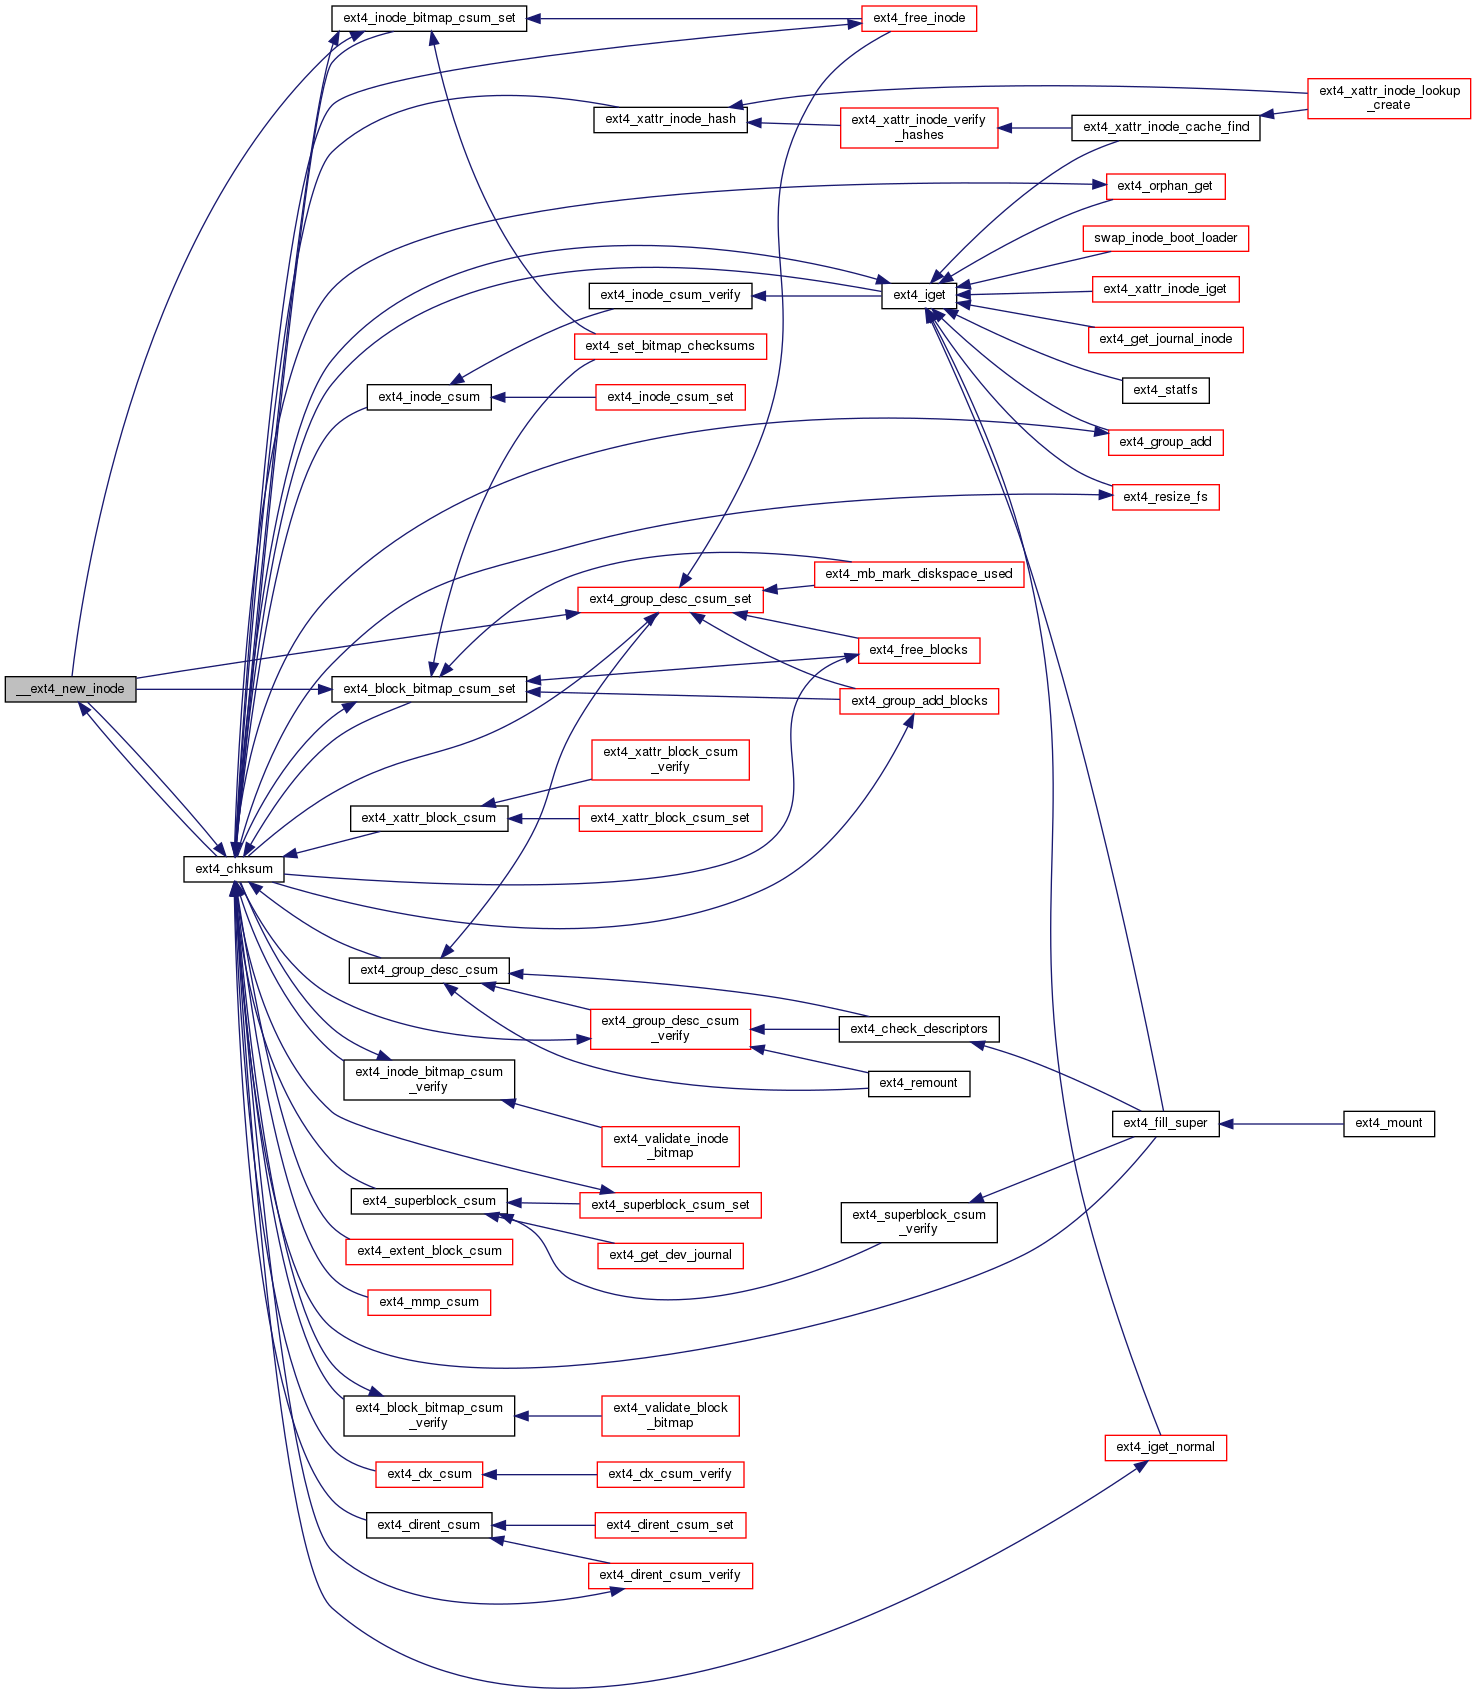 ext4_inode_bitmap_csum_set
ext4_free_inode
ext4_xattr_inode_lookup
_create
ext4_xattr_inode_hash
ext4_xattr_inode_verify
_hashes
ext4_xattr_inode_cache_find
ext4_orphan_get
swap_inode_boot_loader
ext4_inode_csum_verify
ext4_iget
ext4_xattr_inode_iget
ext4_set_bitmap_checksums
ext4_get_journal_inode
ext4_inode_csum
ext4_inode_csum_set
ext4_statfs
ext4_group_add
ext4_resize_fs
ext4_mb_mark_diskspace_used
ext4_group_desc_csum_set
ext4_free_blocks
__ext4_new_inode
ext4_block_bitmap_csum_set
ext4_group_add_blocks
ext4_xattr_block_csum
_verify
ext4_xattr_block_csum
ext4_xattr_block_csum_set
ext4_chksum
ext4_group_desc_csum
ext4_group_desc_csum
_verify
ext4_check_descriptors
ext4_inode_bitmap_csum
_verify
ext4_remount
ext4_fill_super
ext4_mount
ext4_validate_inode
_bitmap
ext4_superblock_csum
ext4_superblock_csum_set
ext4_superblock_csum
_verify
ext4_extent_block_csum
ext4_get_dev_journal
ext4_mmp_csum
ext4_block_bitmap_csum
_verify
ext4_validate_block
_bitmap
ext4_iget_normal
ext4_dx_csum
ext4_dx_csum_verify
ext4_dirent_csum
ext4_dirent_csum_set
ext4_dirent_csum_verify